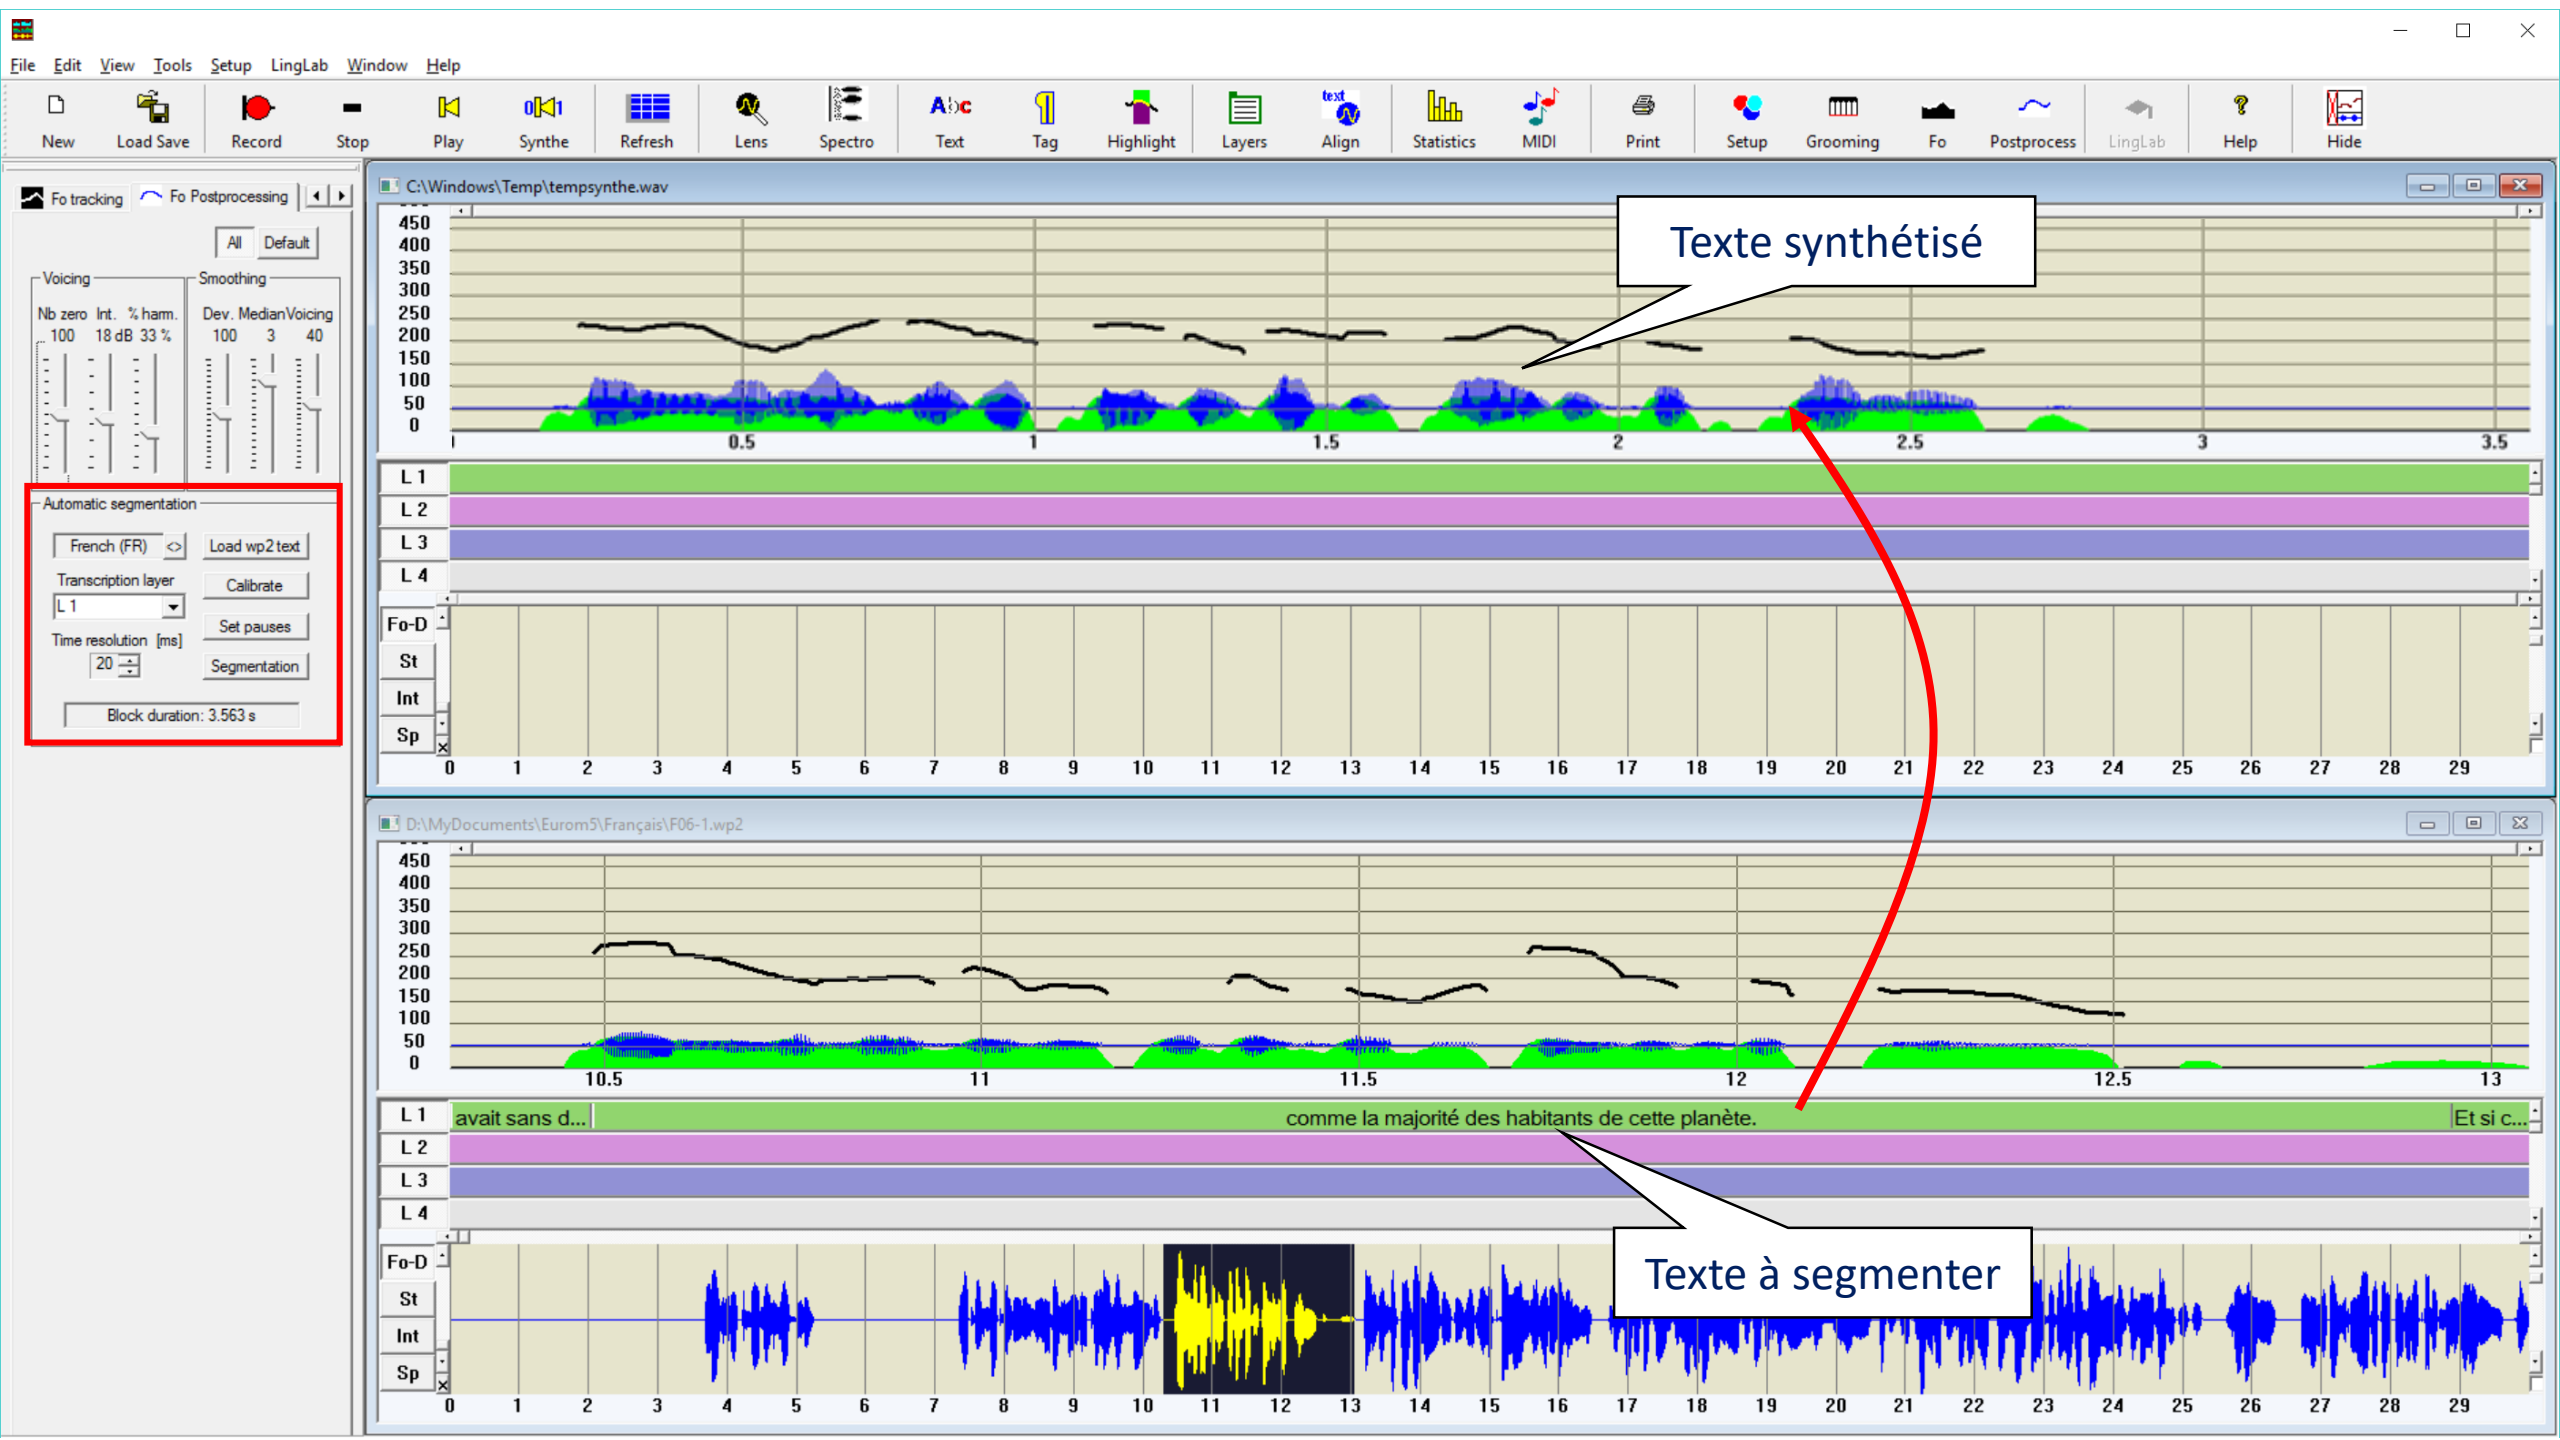 File Edit View Tools Setup LingLab Window Help
New Load Save Record Stop Play Synthe Refresh Lens Spectro Text Tag Highlight Layers Align Statistics MIDI Print Setup Grooming Fo Postprocess LingLab Help Hide
Fo tracking Fo Postprocessing
All Default
Voicing Smoothing
Nb zero Int. % harm. Dev. Median Voicing
100 18 dB 33 % 100 3 40
Automatic segmentation
French (FR) <> Load wp2 text
Transcription layer Calibrate
L 1
Set pauses
Time resolution [ms]
20 Segmentation
Block duration: 3.563 s
C:\Windows\Temp\tempsynthe.wav
Texte synthétisé
450
400
350
300
250
200
150
100
50
0
0.5 1 1.5 2 2.5 3 3.5
L 1
L 2
L 3
L 4
Fo-D
St
Int
Sp
0 1 2 3 4 5 6 7 8 9 10 11 12 13 14 15 16 17 18 19 20 21 22 23 24 25 26 27 28 29
D:\MyDocuments\Eurom5\Français\F06-1.wp2
450
400
350
300
250
200
150
100
50
0
10.5 11 11.5 12 12.5 13
L 1 avait sans d... comme la majorité des habitants de cette planète. Et si c...
L 2
L 3
L 4
Texte à segmenter
Fo-D
St
Int
Sp
0 1 2 3 4 5 6 7 8 9 10 11 12 13 14 15 16 17 18 19 20 21 22 23 24 25 26 27 28 29